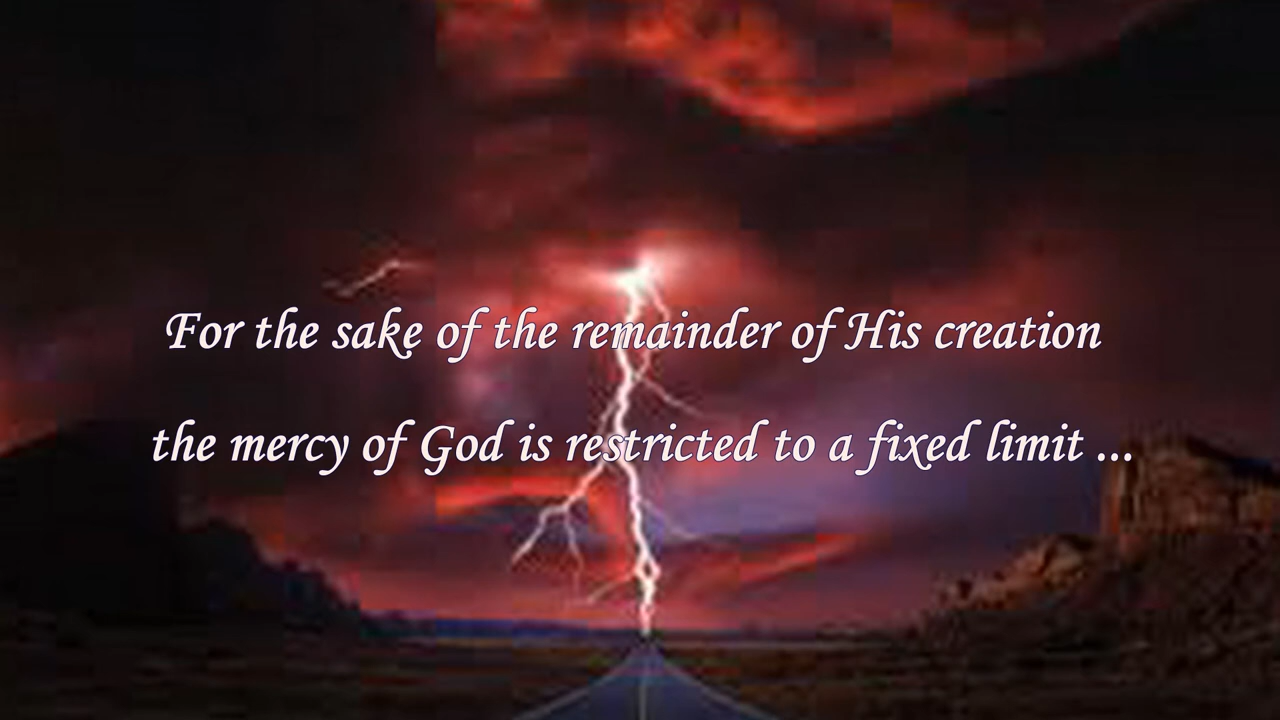 For the sake of the remainder of His creation
the mercy of God is restricted to a fixed limit ...